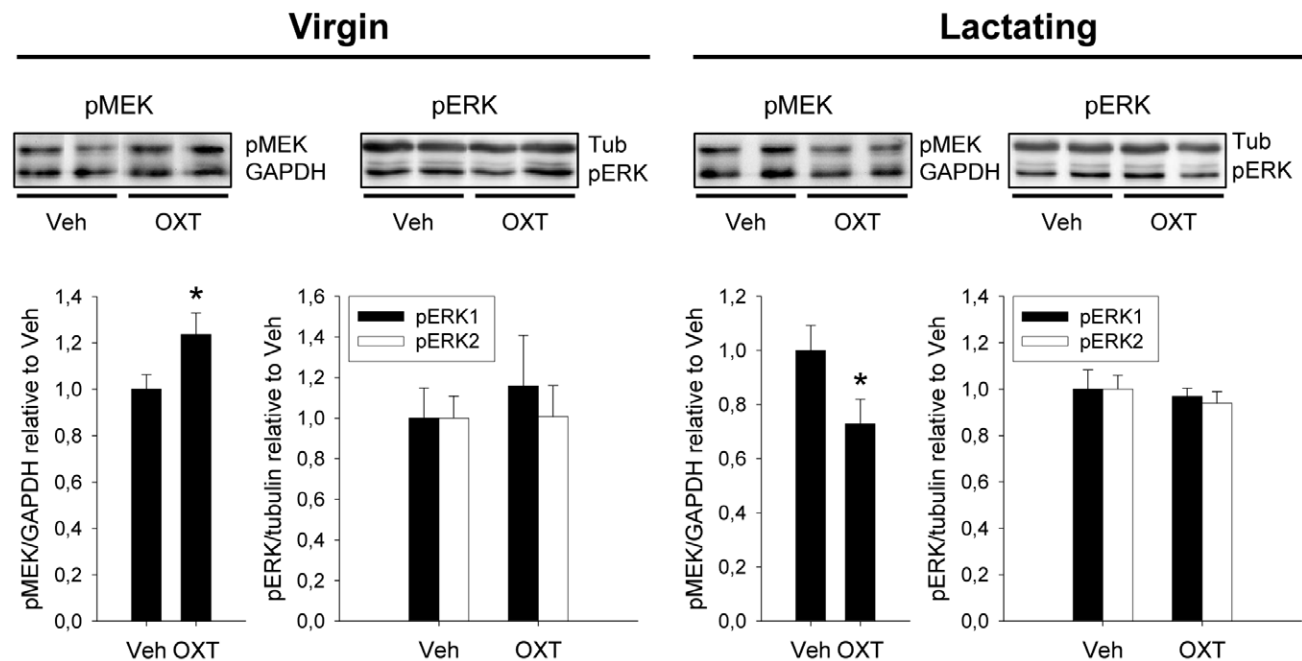 Virgin
Lactating
pMEK
pERK
pMEK
pERK
pMEK
GAPDH
Tub
pERK
pMEK
GAPDH
Tub
pERK
Veh
OXT
Veh
OXT
Veh
OXT
Veh
OXT
pMEK/GAPDH relative to Veh
1,4
1,2
1,0
0,8
0,6
0,4
0,2
0,0
*
Veh OXT
pERK/tubulin relative to Veh
1,6
1,4
1,2
1,0
0,8
0,6
0,4
0,2
0,0
pERK1
pERK2
Veh
OXT
pMEK/GAPDH relative to Veh
1,2
1,0
0,8
0,6
0,4
0,2
0,0
*
Veh OXT
pERK/tubulin relative to Veh
1,4
1,2
1,0
0,8
0,6
0,4
0,2
0,0
pERK1
pERK2
Veh
OXT